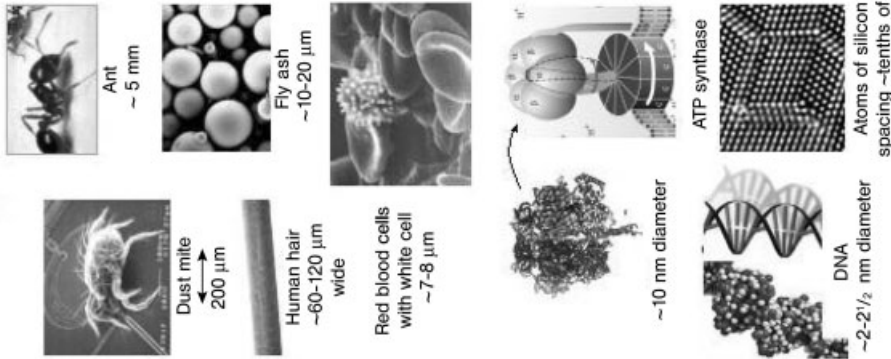 Ant
~ 5 mm
Dust mite
200 μm
Human hair
~60-120 μm
wide
Fly ash
~10-20 μm
Red blood cells
with white cell
~7-8 μm
~10 nm diameter
ATP synthase
DNA
~2-2½ nm diameter
Atoms of silicon
spacing ~tenths of